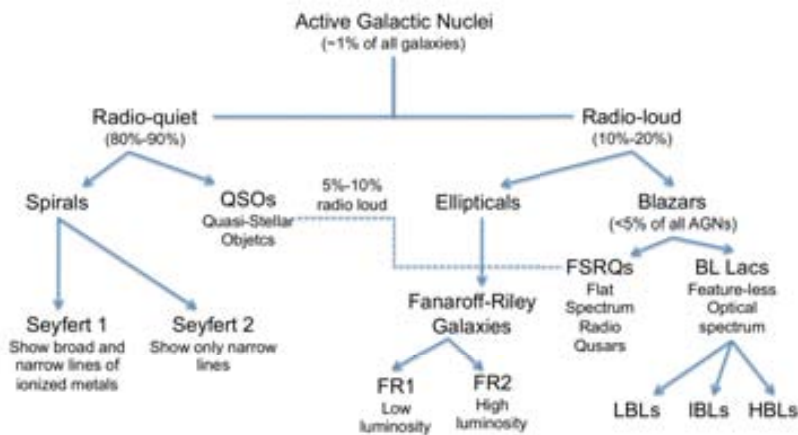 Active Galactic Nuclei
(~1% of all galaxies)
Radio-quiet
(80%-90%)
Radio-loud
(10%-20%)
Spirals
QSOs
Quasi-Stellar
Objetcs
5%-10%
radio loud
Ellipticals
Blazars
(<5% of all AGNs)
FSRQs
Flat
Spectrum
Radio
Qusars
BL Lacs
Feature-less
Optical
spectrum
Seyfert 1
Show broad and
narrow lines of
ionized metals
Seyfert 2
Show only narrow
lines
Fanaroff-Riley
Galaxies
FR1
Low
luminosity
FR2
High
luminosity
LBLs
IBLs
HBLs